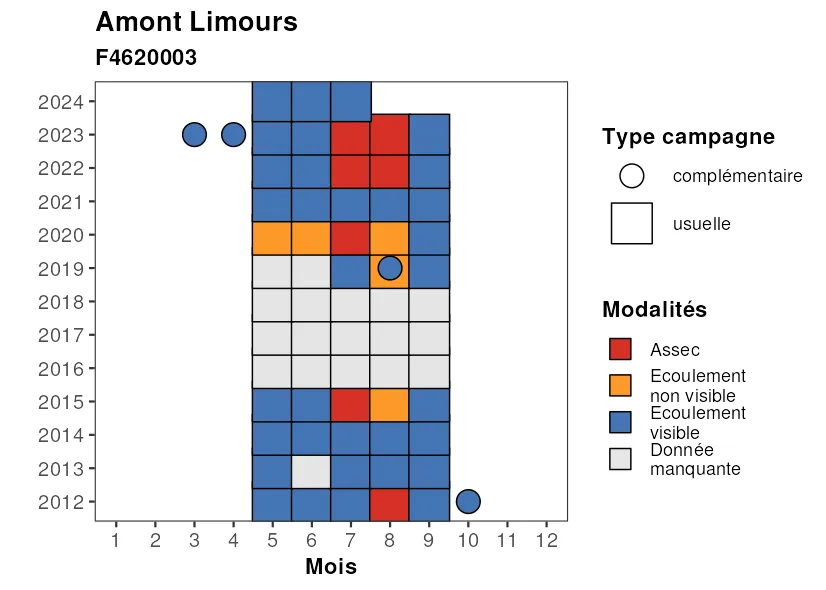 Amont Limours
F4620003
2024
2023
2022
2021
2020
2019
2018
2017
2016
2015
2014
2013
2012
1 2 3 4 5 6 7 8 9 10 11 12
Mois
Type campagne
complémentaire
usuelle
Modalités
Assec
Ecoulement
non visible
Ecoulement
visible
Donnée
manquante